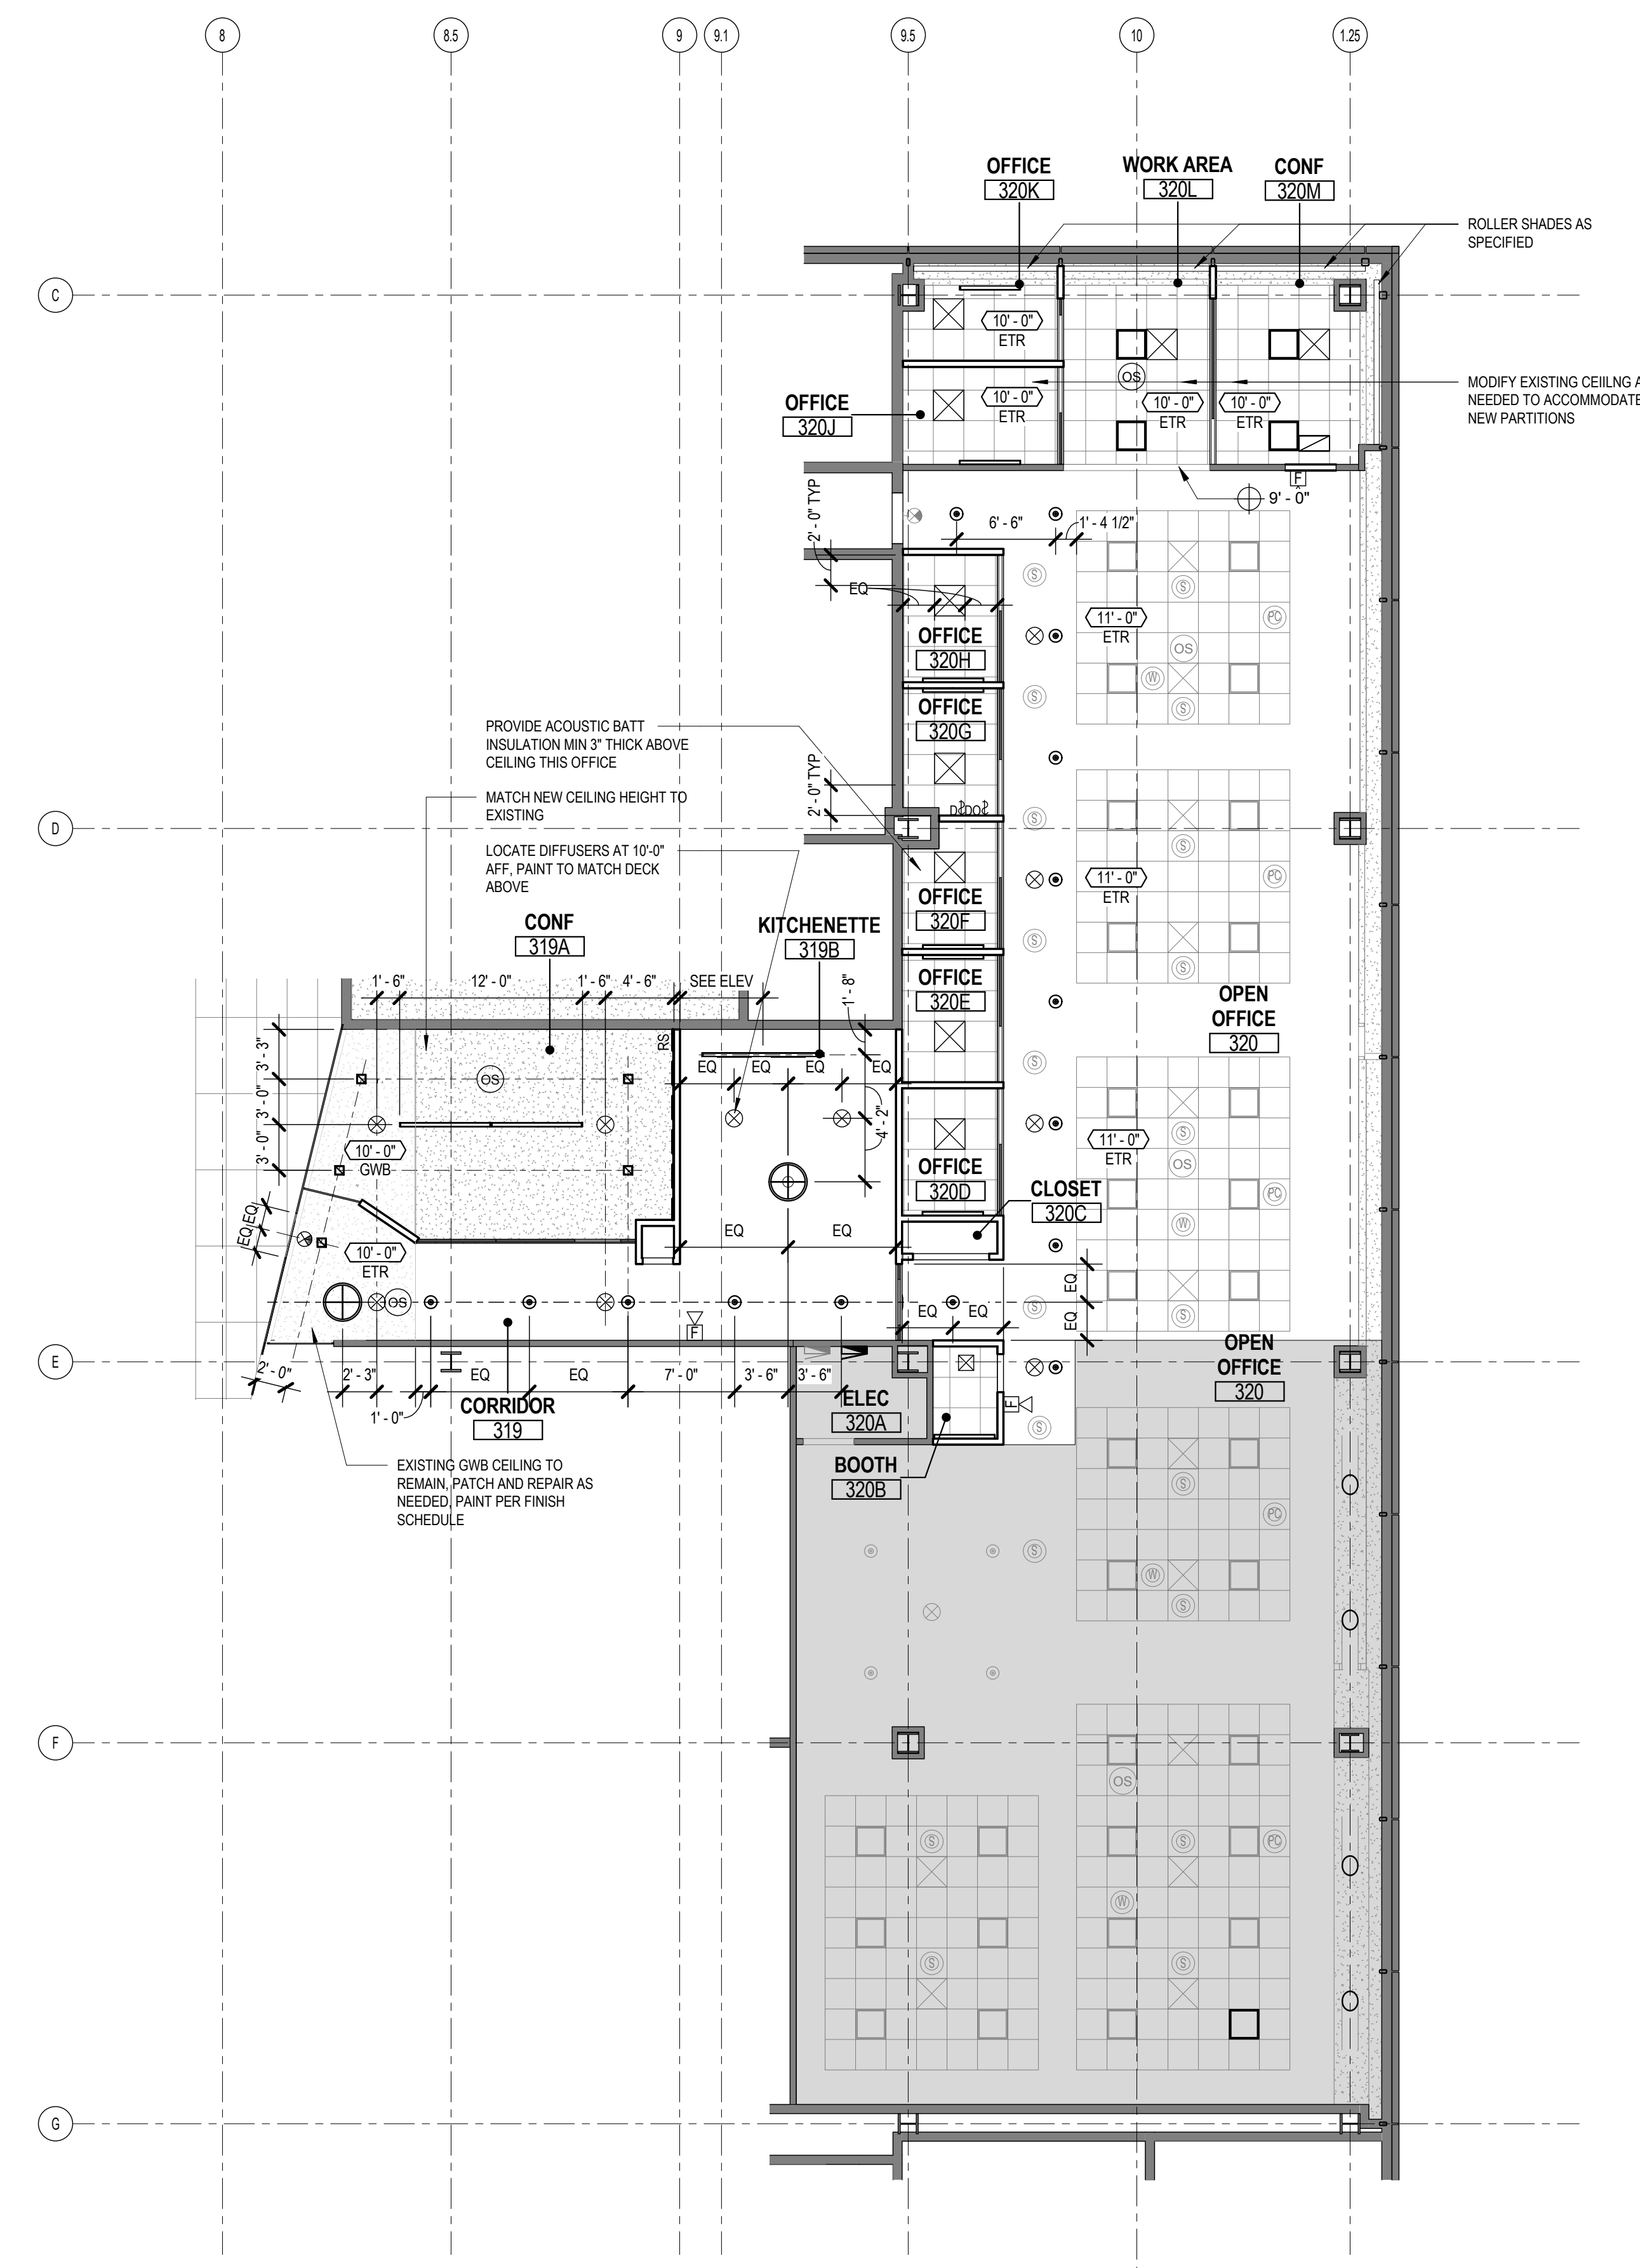 8
8.5
9
9.1
9.5
10
1.25
OFFICE
320K
WORK AREA
320L
CONF
320M
ROLLER SHADES AS
SPECIFIED
C
10' - 0"
ETR
OS
MODIFY EXISTING CEIILNG A
NEEDED TO ACCOMMODATE
NEW PARTITIONS
OFFICE
320J
10' - 0"
ETR
10' - 0"
ETR
10' - 0"
ETR
F
9' - 0"
2' - 0" TYP
6' - 6"
1' - 4 1/2"
EQ
S
S
11' - 0"
ETR
PC
OFFICE
320H
OS
W
S
S
OFFICE
320G
PROVIDE ACOUSTIC BATT
INSULATION MIN 3" THICK ABOVE
CEILING THIS OFFICE
2' - 0" TYP
MATCH NEW CEILING HEIGHT TO
EXISTING
D
S
S
LOCATE DIFFUSERS AT 10'-0"
AFF, PAINT TO MATCH DECK
ABOVE
11' - 0"
ETR
PC
OFFICE
320F
CONF
319A
KITCHENETTE
319B
S
S
OFFICE
320E
OPEN
OFFICE
320
1' - 6"
12' - 0"
1' - 6"
4' - 6"
SEE ELEV
1' - 8"
3' - 3"
3' - 0"
3' - 0"
RS
OS
EQ
EQ
EQ
EQ
S
4' - 2"
10' - 0"
GWB
S
11' - 0"
ETR
OS
OFFICE
320D
CLOSET
320C
PC
W
EQ
EQ
10' - 0"
ETR
EQ
EQ
EQ
EQ
OS
EQ
EQ
S
S
F
E
2' - 0"
2' - 3"
1' - 0"
EQ
EQ
7' - 0"
3' - 6"
3' - 6"
OPEN
OFFICE
320
CORRIDOR
319
ELEC
320A
F
S
BOOTH
320B
EXISTING GWB CEILING TO
REMAIN, PATCH AND REPAIR AS
NEEDED, PAINT PER FINISH
SCHEDULE
S
PC
S
W
S
F
OS
S
S
PC
W
S
S
G